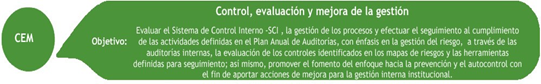 Control, evaluación y mejora de la gestión
CEM
Objetivo:
Evaluar el Sistema de Control Interno -SCI , la gestión de los procesos y efectuar el seguimiento al cumplimiento
de las actividades definidas en el Plan Anual de Auditorías, con énfasis en la gestión del riesgo, a través de las
auditorías internas, la evaluación de los controles identificados en los mapas de riesgos y las herramientas
definidas para seguimiento; así mismo, promover el fomento del enfoque hacia la prevención y el autocontrol con
el fin de aportar acciones de mejora para la gestión interna institucional.